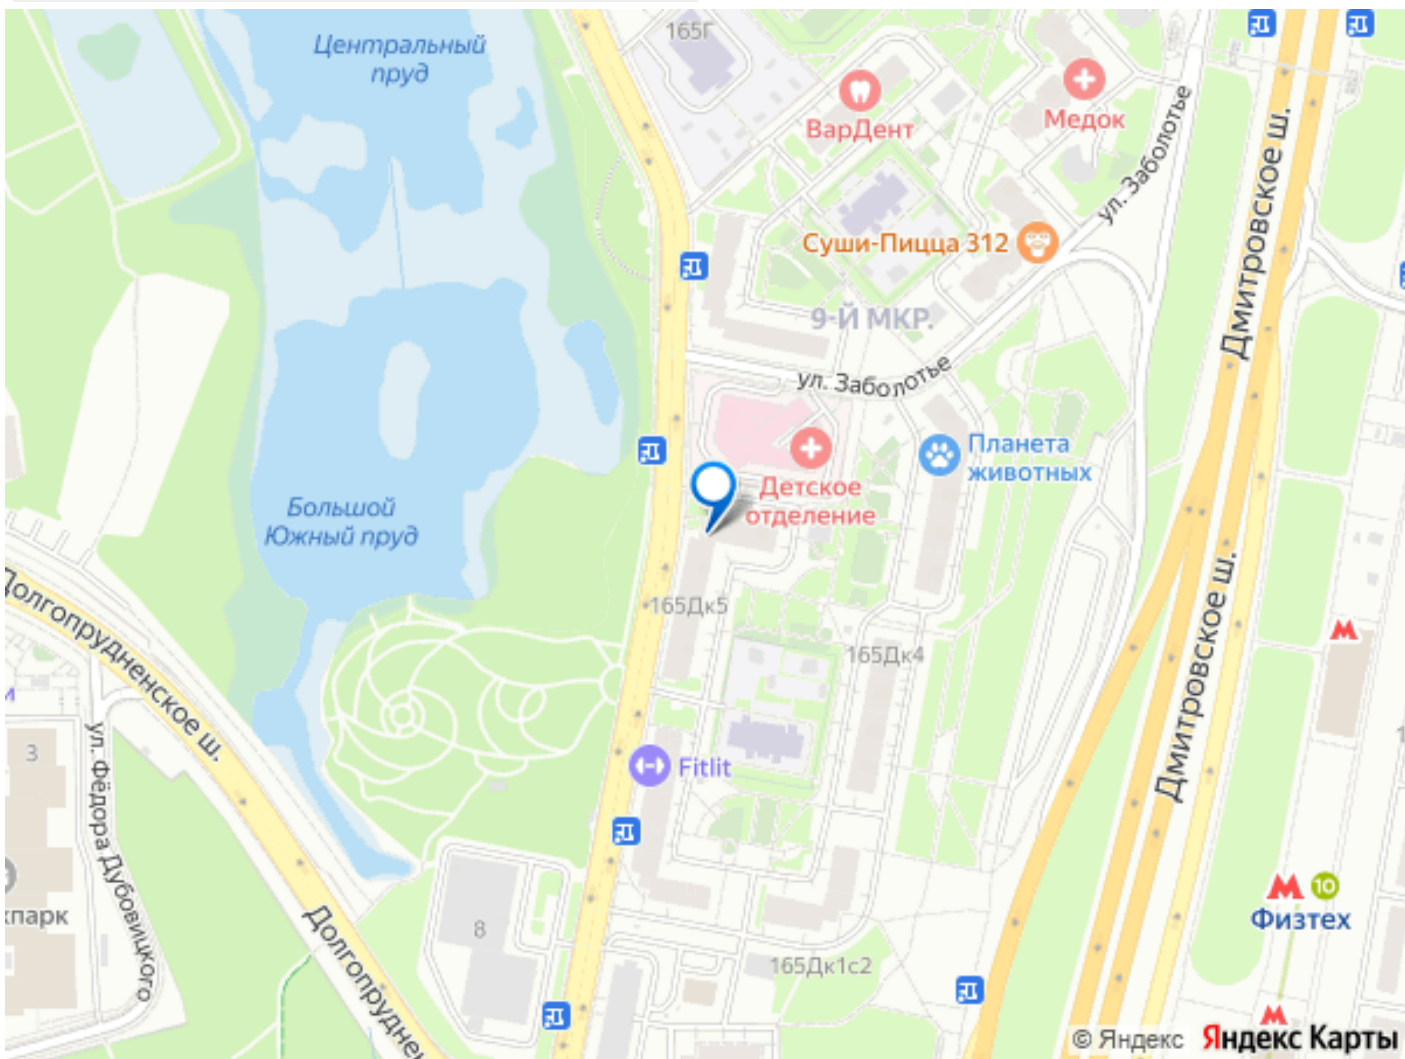 165Г
Центральный
пруд
ВарДент
Медок
ул. Заболотье
Дмитровское ш.
Суши-Пицца 312
9-Й МКР.
ул. Заболотье
Планета
животных
Детское
отделение
Большой
Южный пруд
165Дк5
165Дк4
Дмитровское ш.
Долгопрудненское ш.
и
3
ул. Фёдора Дубовицкого
Fitlit
м
10
Физтех
кпарк
8
Долгопруднен
165Дк1с2
© Яндекс Яндекс Карты